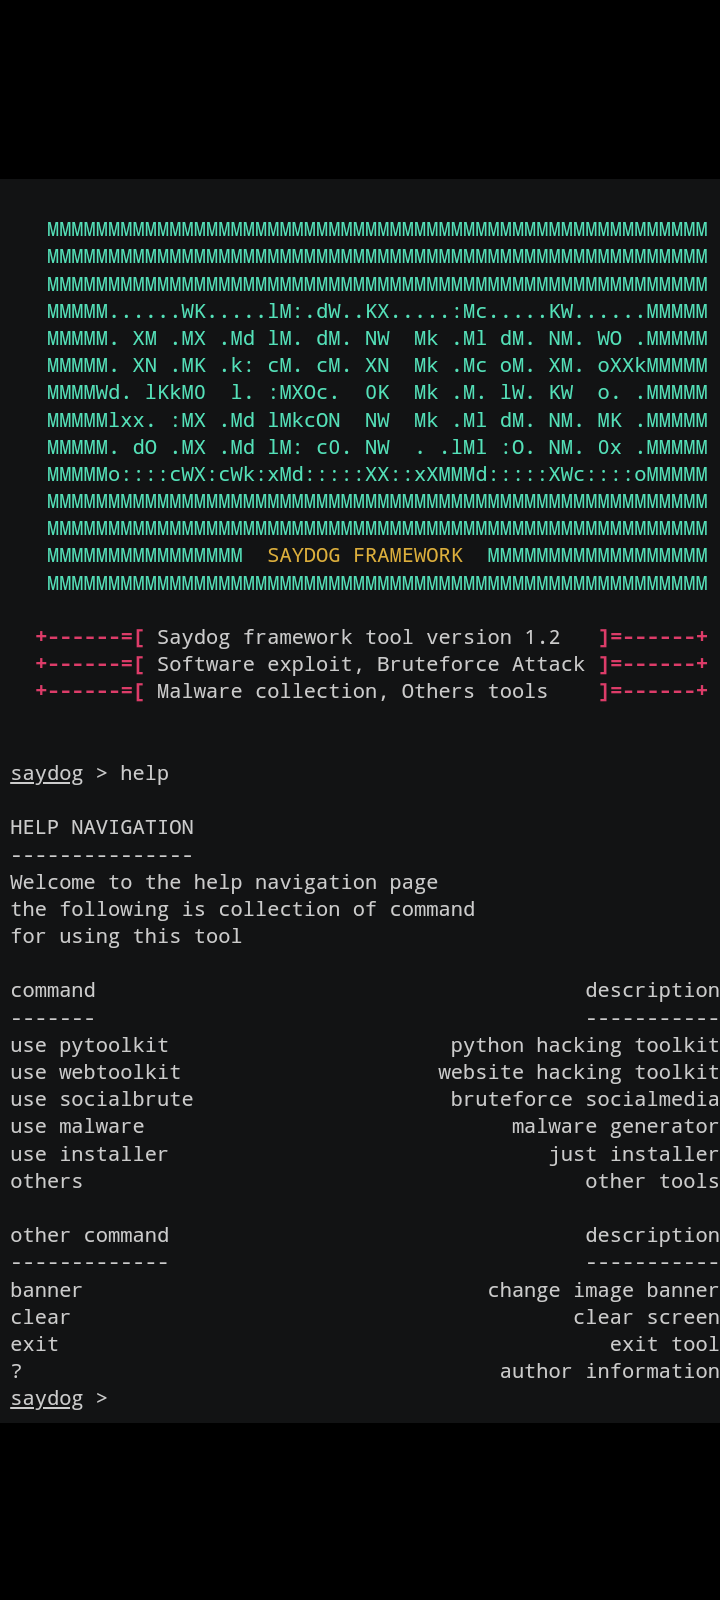 MMMMMMMMMMMMMMMMMMMMMMMMMMMMMMMMMMMMMMMMMMMMMMMMMMMMMM
MMMMMMMMMMMMMMMMMMMMMMMMMMMMMMMMMMMMMMMMMMMMMMMMMMMMMM
MMMMMMMMMMMMMMMMMMMMMMMMMMMMMMMMMMMMMMMMMMMMMMMMMMMMMM
MMMMM......WK.....lM:.dW..KX.....:Mc.....KW......MMMMM
MMMMM. XM .MX .Md lM. dM. NW  Mk .Ml dM. NM. WO .MMMMM
MMMMM. XN .MK .k: cM. cM. XN  Mk .Mc oM. XM. oXXkMMMMM
MMMMWd. lKkMO  l. :MXOc.  OK  Mk .M. lW. KW  o. .MMMMM
MMMMMlxx. :MX .Md lMkcON  NW  Mk .Ml dM. NM. MK .MMMMM
MMMMM. dO .MX .Md lM: cO. NW  . .lMl :O. NM. Ox .MMMMM
MMMMMo::::cWX:cWk:xMd:::::XX::xXMMMd:::::XWc::::oMMMMM
MMMMMMMMMMMMMMMMMMMMMMMMMMMMMMMMMMMMMMMMMMMMMMMMMMMMMM
MMMMMMMMMMMMMMMMMMMMMMMMMMMMMMMMMMMMMMMMMMMMMMMMMMMMMM
MMMMMMMMMMMMMMMM  SAYDOG FRAMEWORK  MMMMMMMMMMMMMMMMMM
MMMMMMMMMMMMMMMMMMMMMMMMMMMMMMMMMMMMMMMMMMMMMMMMMMMMMM
+------=[ Saydog framework tool version 1.2   ]=------+
+------=[ Software exploit, Bruteforce Attack ]=------+
+------=[ Malware collection, Others tools    ]=------+
saydog > help
HELP NAVIGATION
---------------
Welcome to the help navigation page
the following is collection of command
for using this tool
command description
------- -----------
use pytoolkit python hacking toolkit
use webtoolkit website hacking toolkit
use socialbrute bruteforce socialmedia
use malware malware generator
use installer just installer
others other tools
other command description
------------- -----------
banner change image banner
clear clear screen
exit exit tool
? author information
saydog >